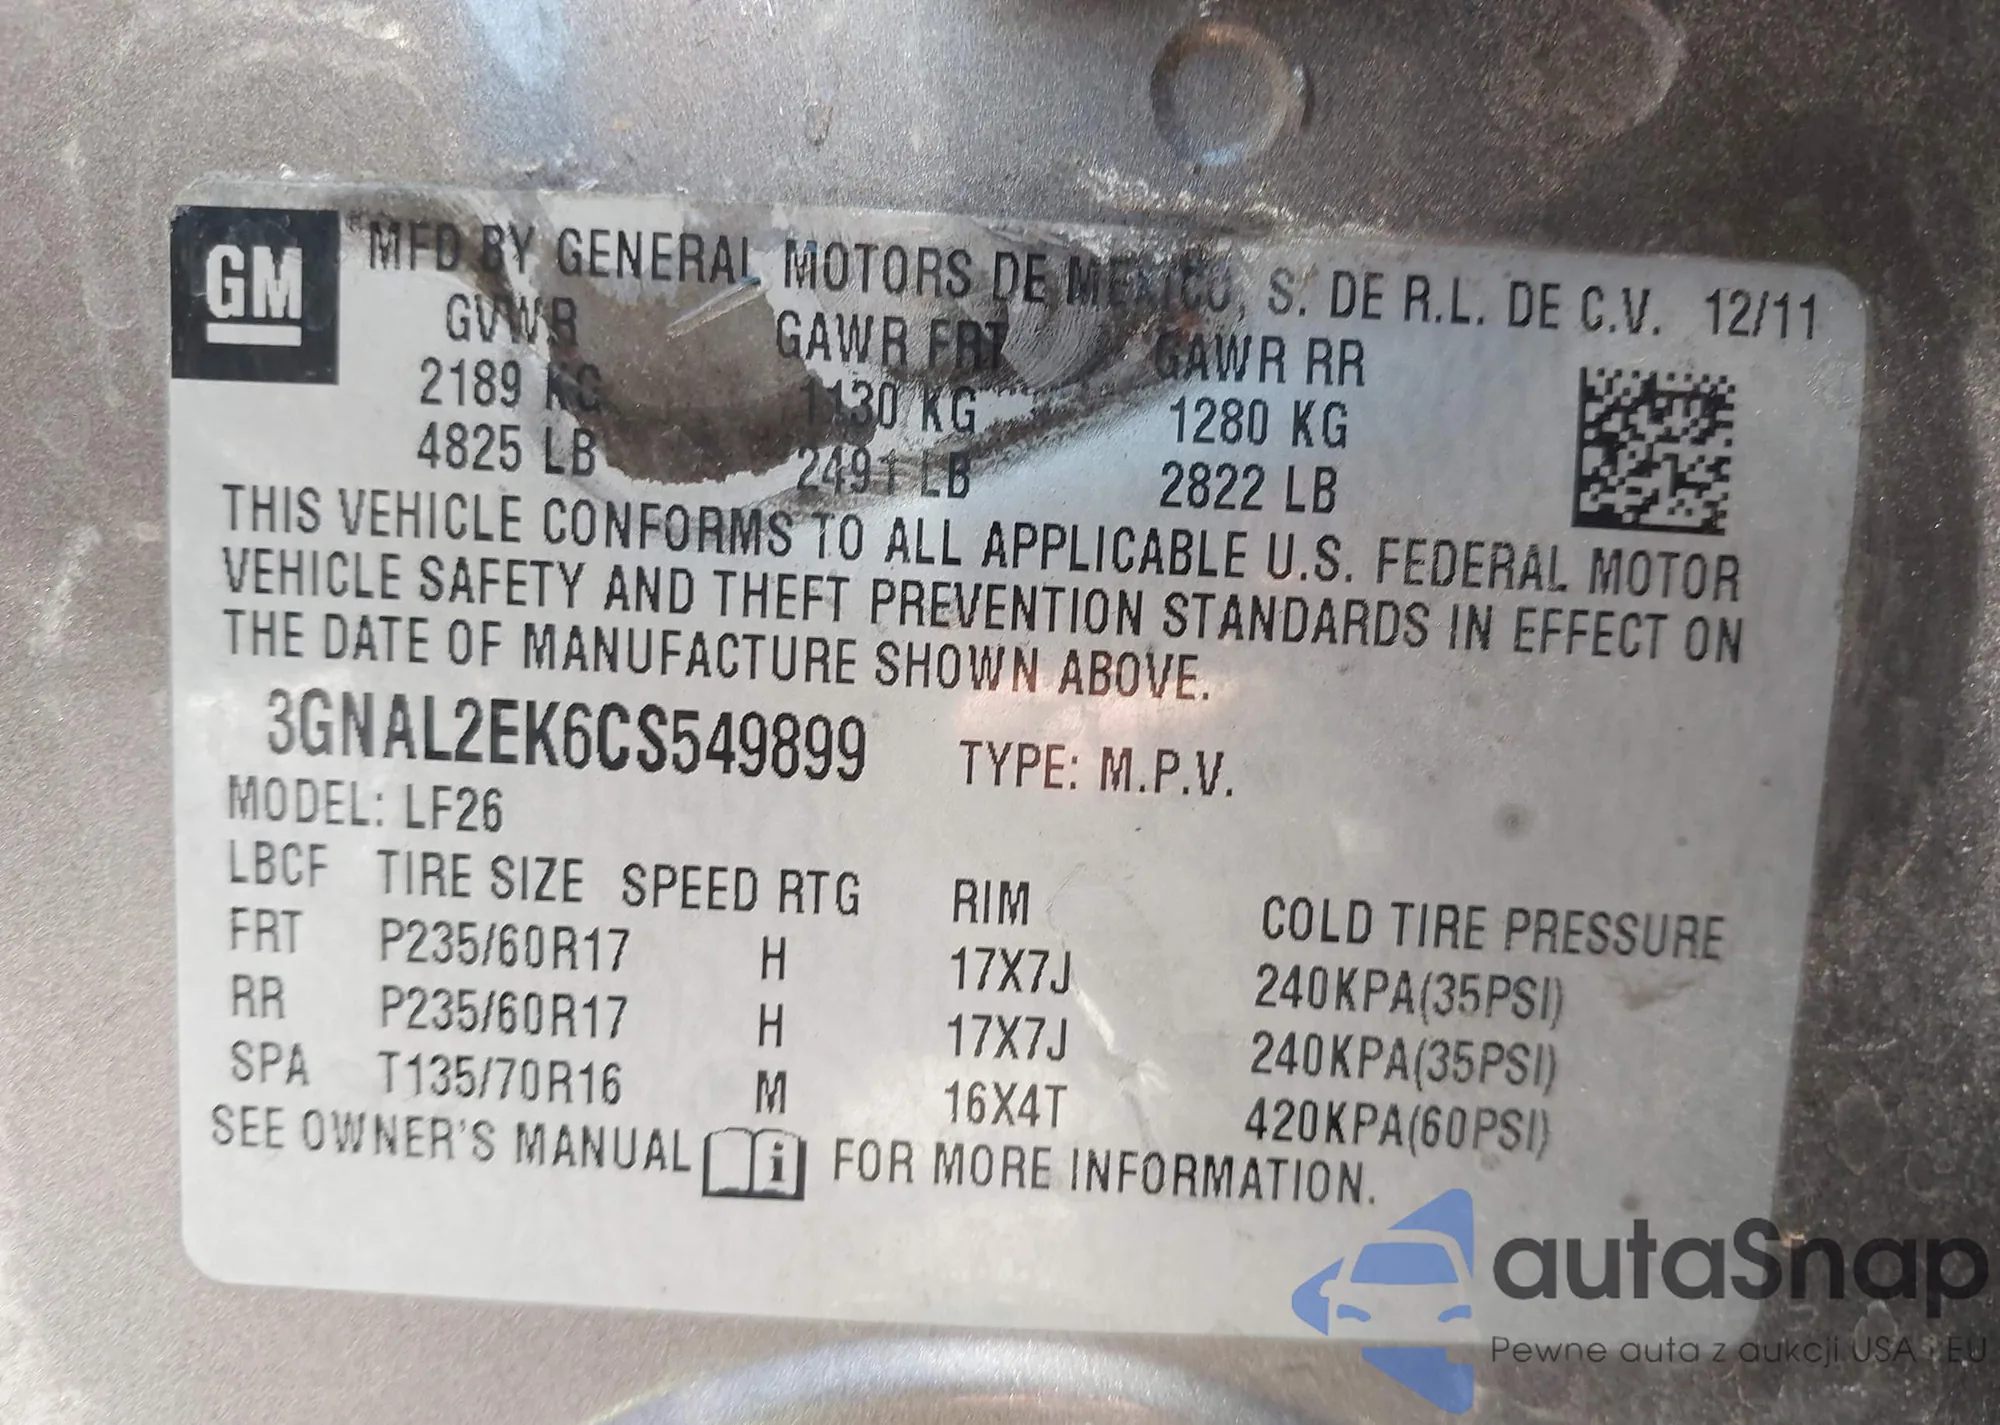 GM
MFD BY GENERAL MOTORS DE MEXICO, S. DE R.L. DE C.V. 12/11
GVWR GAWR FRT GAWR RR
2189 KG 1130 KG 1280 KG
4825 LB 2491 LB 2822 LB
THIS VEHICLE CONFORMS TO ALL APPLICABLE U.S. FEDERAL MOTOR
VEHICLE SAFETY AND THEFT PREVENTION STANDARDS IN EFFECT ON
THE DATE OF MANUFACTURE SHOWN ABOVE.
3GNAL2EK6CS549899 TYPE: M.P.V.
MODEL: LF26
LBCF TIRE SIZE SPEED RTG RIM COLD TIRE PRESSURE
FRT P235/60R17 H 17X7J 240KPA(35PSI)
RR P235/60R17 H 17X7J 240KPA(35PSI)
SPA T135/70R16 M 16X4T 420KPA(60PSI)
SEE OWNER'S MANUAL i FOR MORE INFORMATION.
autaSnap
Pewne auta z aukcji USA i EU